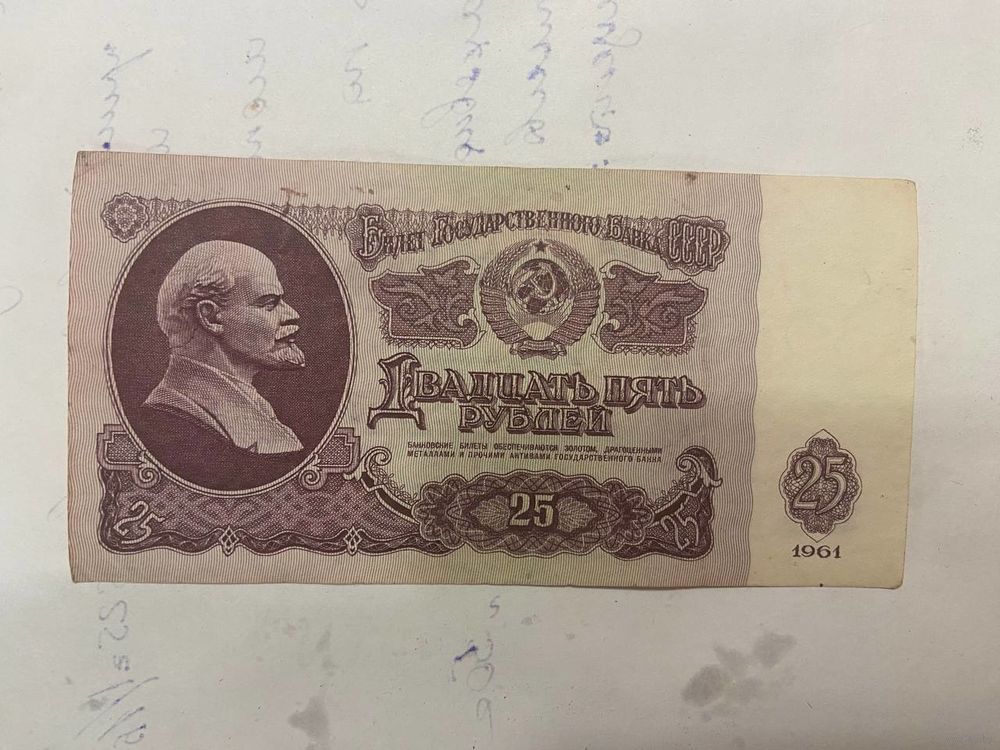 Билет Государственного Банка СССР
Двадцать пять
рублей
БАНКОВСКИЕ БИЛЕТЫ ОБЕСПЕЧИВАЮТСЯ ЗОЛОТОМ, ДРАГОЦЕННЫМИ
МЕТАЛЛАМИ И ПРОЧИМИ АКТИВАМИ ГОСУДАРСТВЕННОГО БАНКА
25
25
25
25
1961